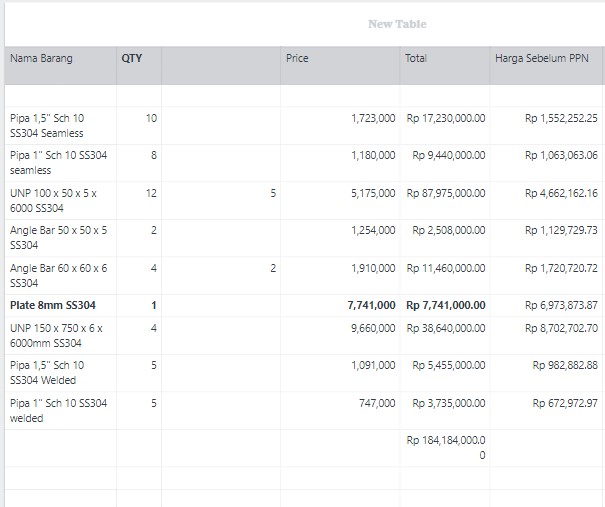 New Table
Nama Barang QTY Price Total Harga Sebelum PPN
Pipa 1,5" Sch 10 SS304 Seamless 10 1,723,000 Rp 17,230,000.00 Rp 1,552,252.25
Pipa 1" Sch 10 SS304 seamless 8 1,180,000 Rp 9,440,000.00 Rp 1,063,063.06
UNP 100 x 50 x 5 x 6000 SS304 12 5 5,175,000 Rp 87,975,000.00 Rp 4,662,162.16
Angle Bar 50 x 50 x 5 SS304 2 1,254,000 Rp 2,508,000.00 Rp 1,129,729.73
Angle Bar 60 x 60 x 6 SS304 4 2 1,910,000 Rp 11,460,000.00 Rp 1,720,720.72
Plate 8mm SS304 1 7,741,000 Rp 7,741,000.00 Rp 6,973,873.87
UNP 150 x 750 x 6 x 6000mm SS304 4 9,660,000 Rp 38,640,000.00 Rp 8,702,702.70
Pipa 1,5" Sch 10 SS304 Welded 5 1,091,000 Rp 5,455,000.00 Rp 982,882.88
Pipa 1" Sch 10 SS304 welded 5 747,000 Rp 3,735,000.00 Rp 672,972.97
Rp 184,184,000.00